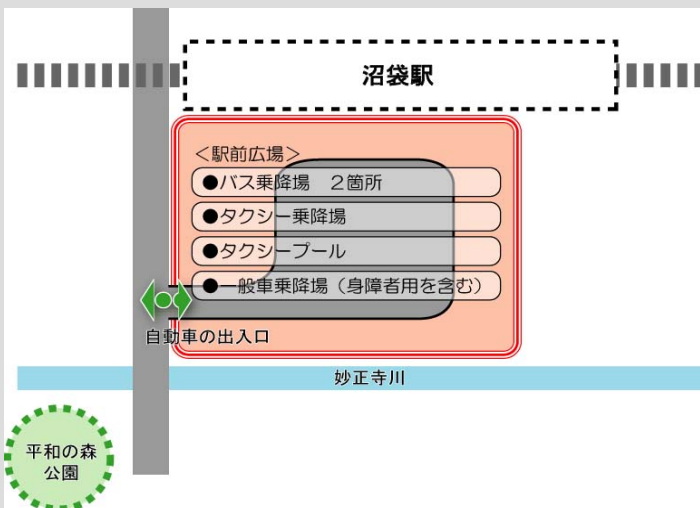 沼袋駅
＜駅前広場＞
●バス乗降場　２箇所
●タクシー乗降場
●タクシープール
●一般車乗降場（身障者用を含む）
自動車の出入口
妙正寺川
平和の森
公園